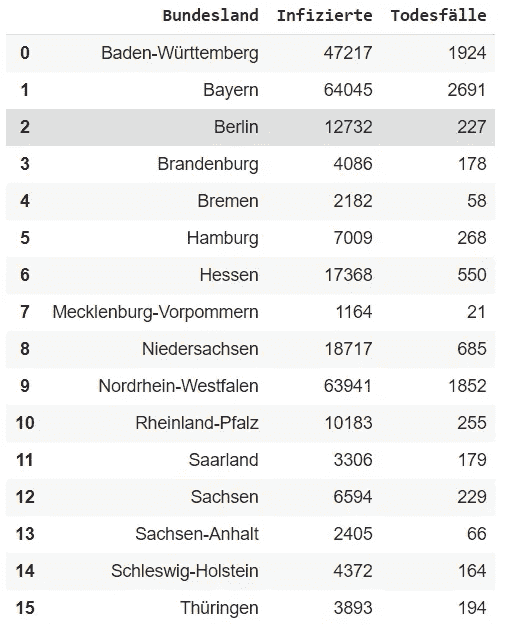 Bundesland Infizierte Todesfälle
0 Baden-Württemberg 47217 1924
1 Bayern 64045 2691
2 Berlin 12732 227
3 Brandenburg 4086 178
4 Bremen 2182 58
5 Hamburg 7009 268
6 Hessen 17368 550
7 Mecklenburg-Vorpommern 1164 21
8 Niedersachsen 18717 685
9 Nordrhein-Westfalen 63941 1852
10 Rheinland-Pfalz 10183 255
11 Saarland 3306 179
12 Sachsen 6594 229
13 Sachsen-Anhalt 2405 66
14 Schleswig-Holstein 4372 164
15 Thüringen 3893 194